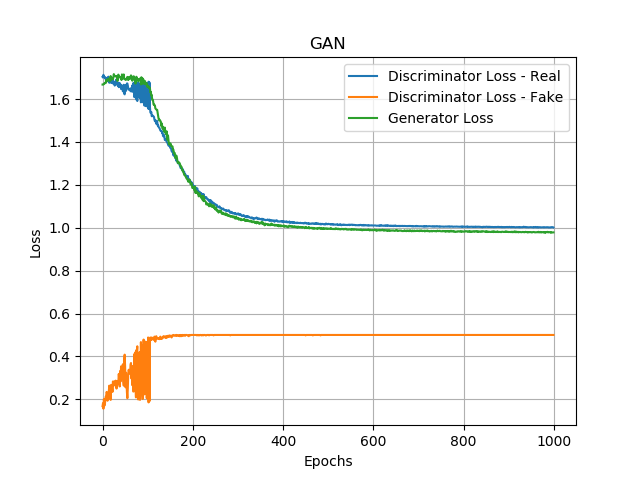 GAN
Discriminator Loss - Real
Discriminator Loss - Fake
Generator Loss
Loss
1.6
1.4
1.2
1.0
0.8
0.6
0.4
0.2
0 200 400 600 800 1000
Epochs